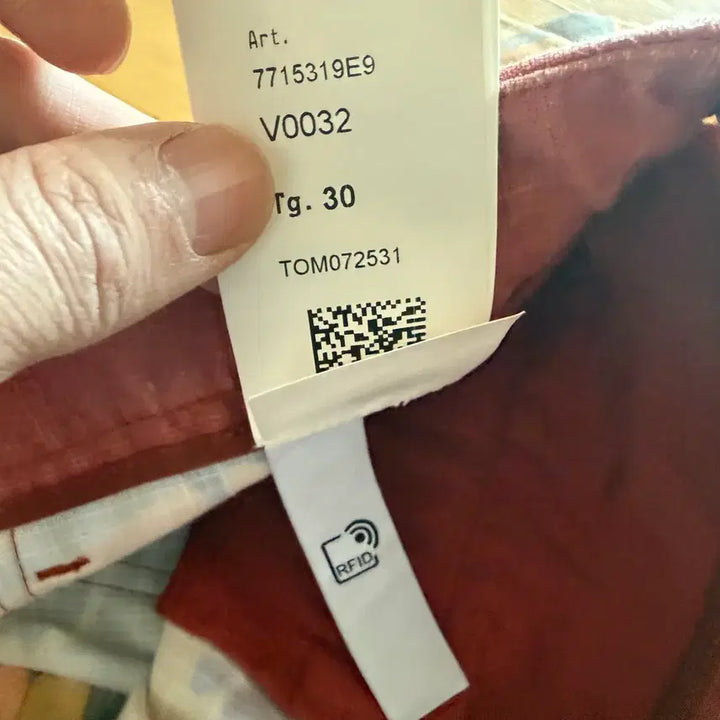 Art.
7715319E9
V0032
Tg. 30
TOM072531
RFID